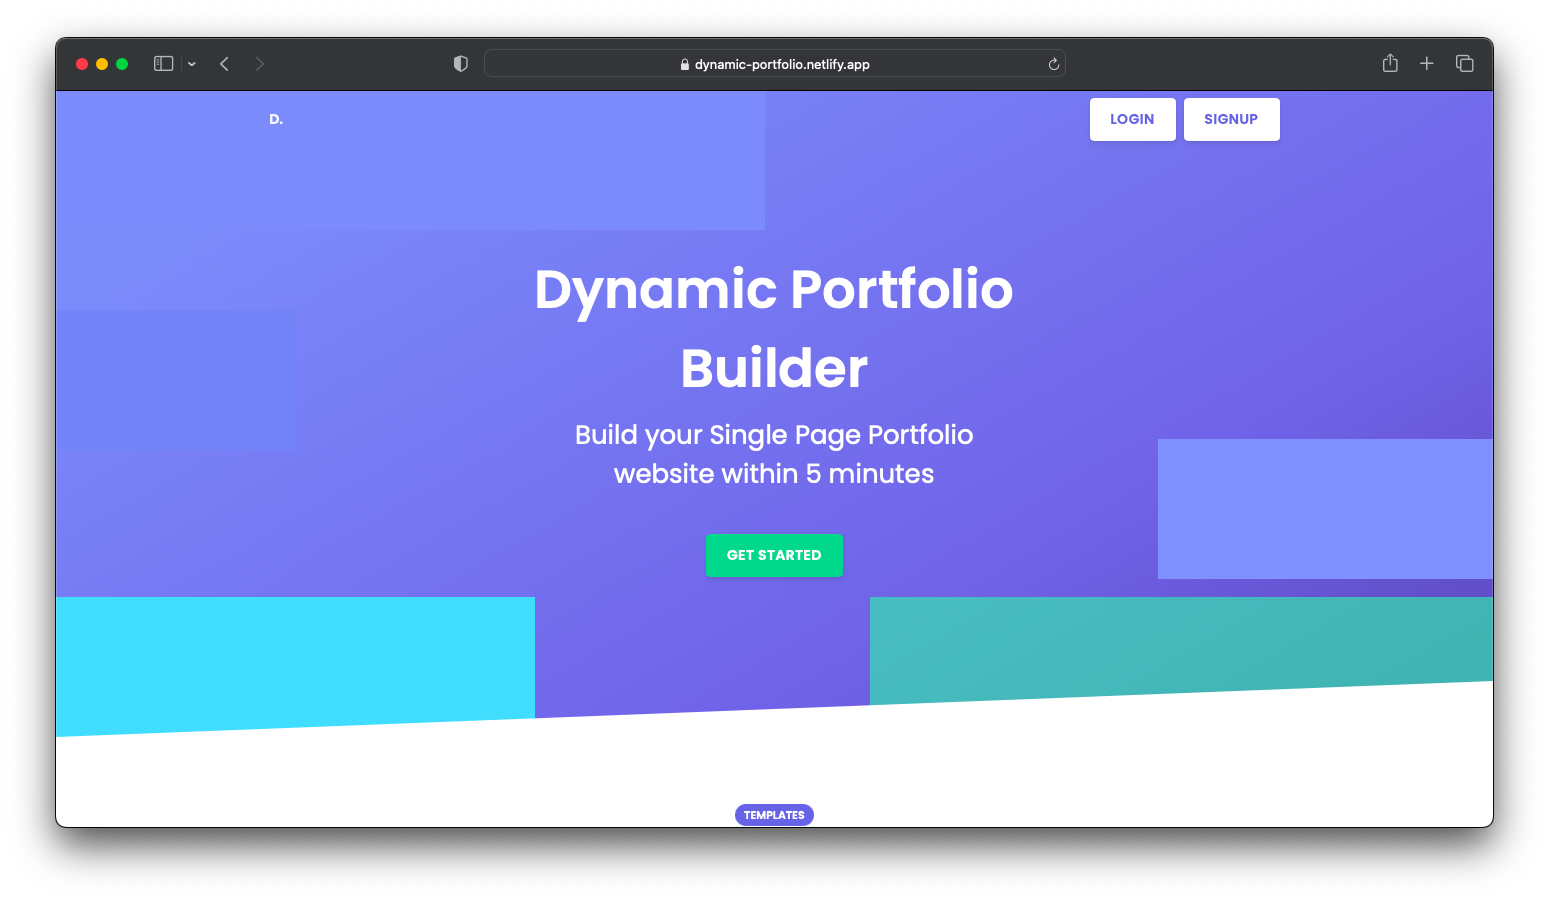 dynamic-portfolio.netlify.app
D.
LOGIN
SIGNUP
Dynamic Portfolio
Builder
Build your Single Page Portfolio
website within 5 minutes
GET STARTED
TEMPLATES